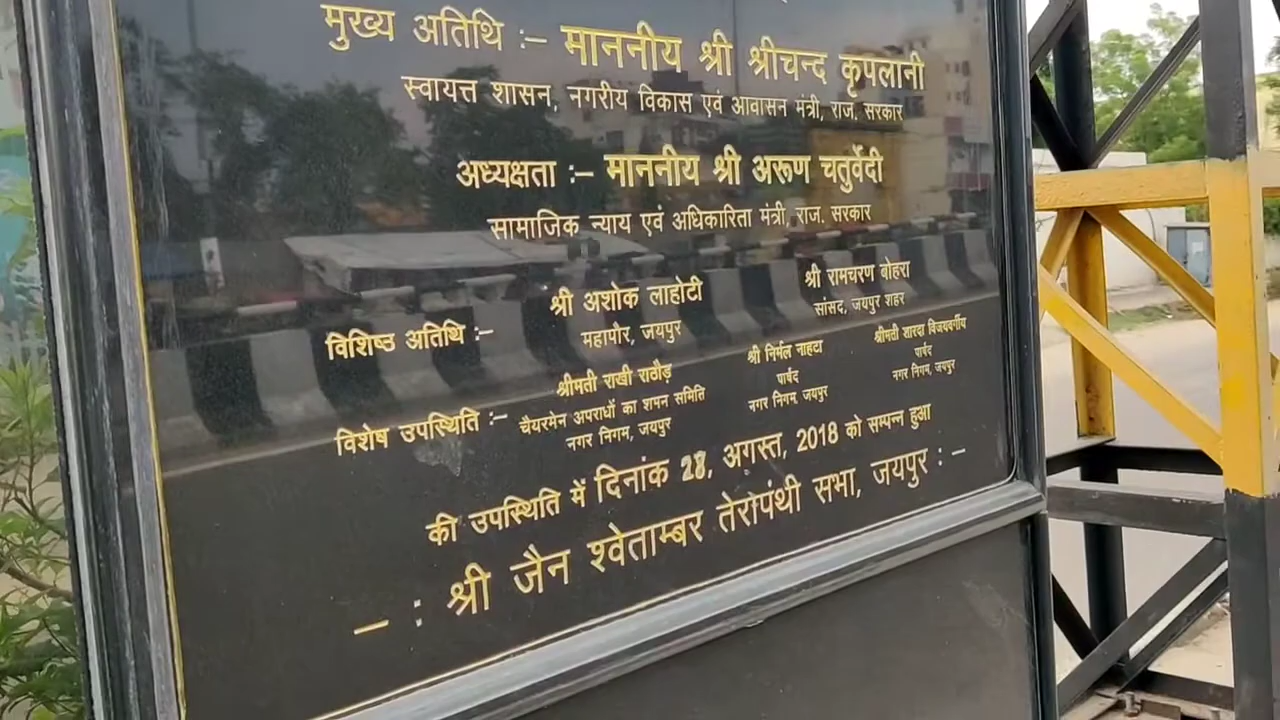 मुख्य अतिथि :– माननीय श्री श्रीचन्द कृपलानी
स्वायत्त शासन, नगरीय विकास एवं आवासन मंत्री, राज. सरकार
अध्यक्षता :– माननीय श्री अरूण चतुर्वेदी
सामाजिक न्याय एवं अधिकारिता मंत्री, राज. सरकार
विशिष्ठ अतिथि :–
श्री अशोक लाहोटी
महापौर, जयपुर
श्री रामचरण बोहरा
सांसद, जयपुर शहर
विशेष उपस्थिति :–
श्रीमती राखी राठौड़
चैयरमेन अपराधों का शमन समिति
नगर निगम, जयपुर
श्री निर्मल नाहटा
पार्षद
नगर निगम, जयपुर
श्रीमती शारदा विजयवर्गीय
पार्षद
नगर निगम, जयपुर
की उपस्थिति में दिनांक 28, अगस्त, 2018 को सम्पन्न हुआ
– : श्री जैन श्वेताम्बर तेरापंथी सभा, जयपुर : –